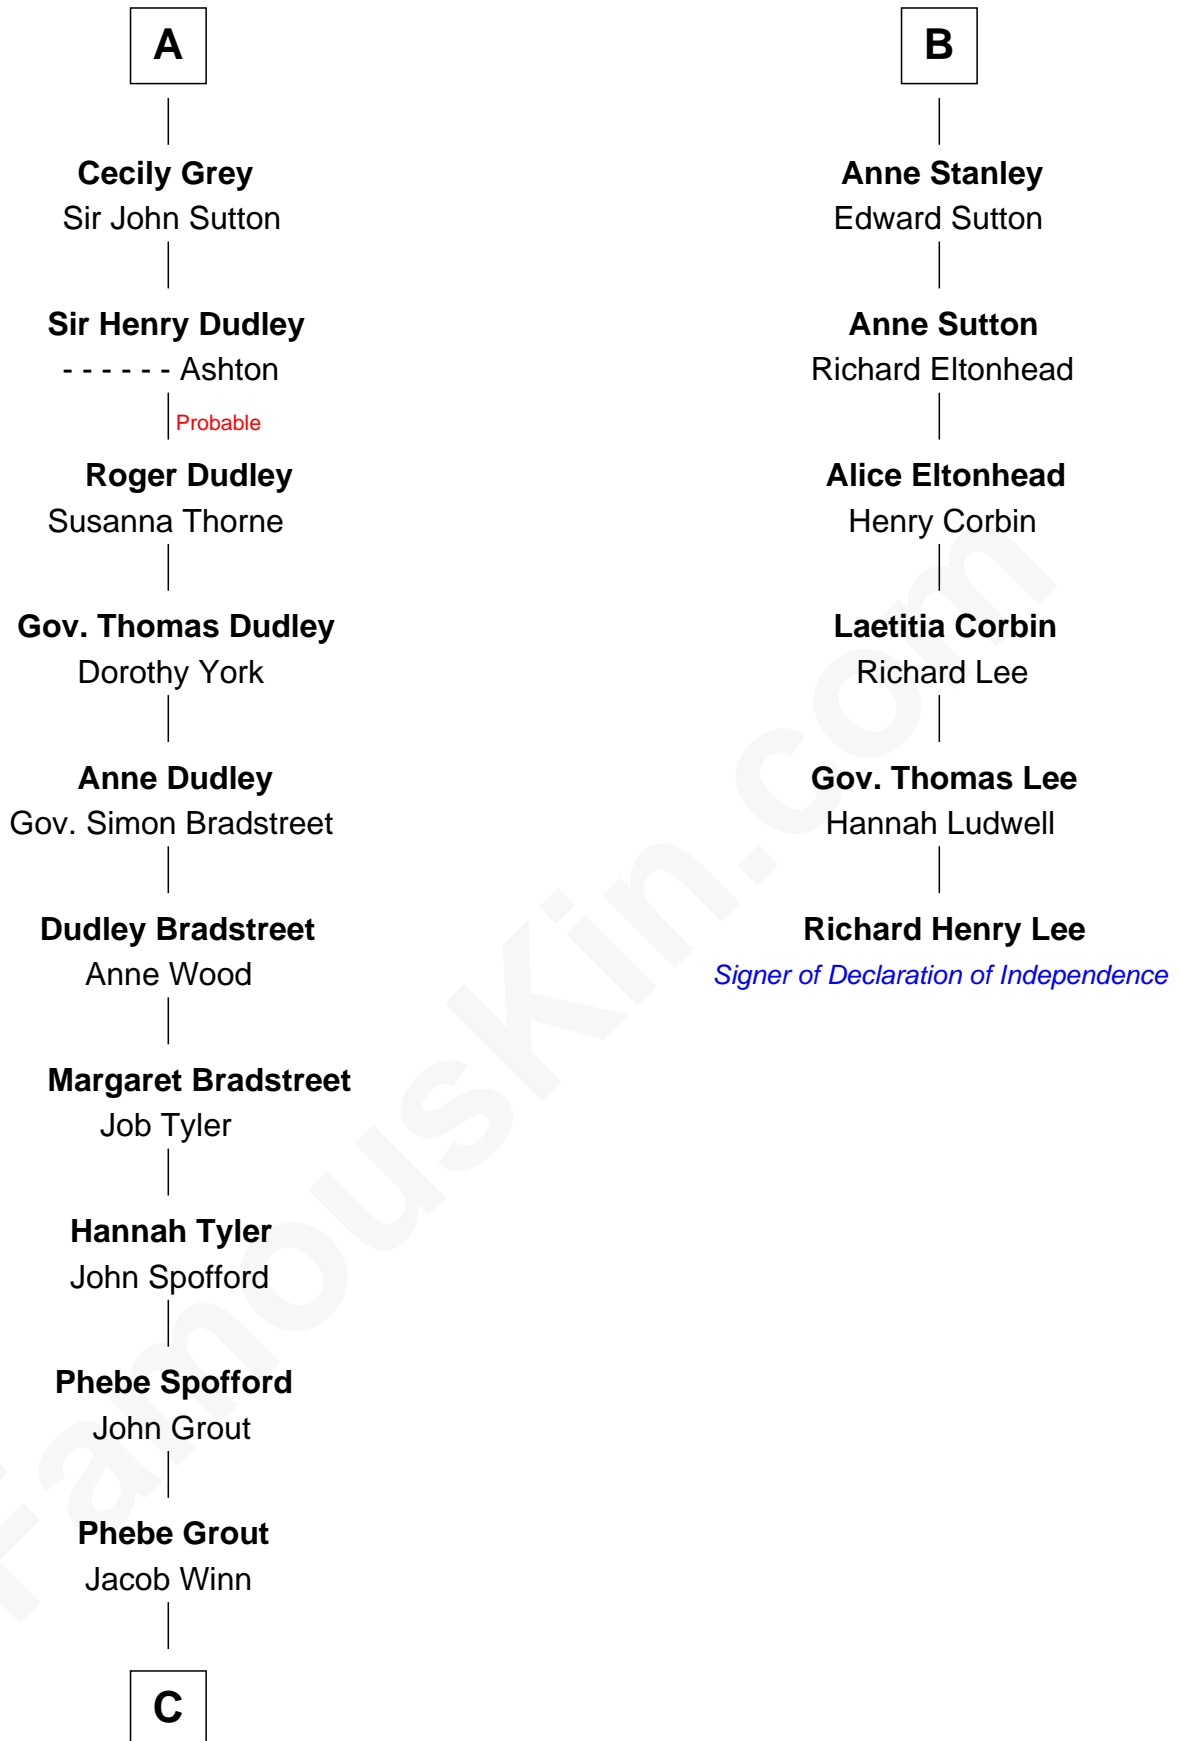 A
Cecily Grey
Sir John Sutton
Sir Henry Dudley
- - - - - - Ashton
Probable
Roger Dudley
Susanna Thorne
Gov. Thomas Dudley
Dorothy York
Anne Dudley
Gov. Simon Bradstreet
Dudley Bradstreet
Anne Wood
Margaret Bradstreet
Job Tyler
Hannah Tyler
John Spofford
Phebe Spofford
John Grout
Phebe Grout
Jacob Winn
C
B
Anne Stanley
Edward Sutton
Anne Sutton
Richard Eltonhead
Alice Eltonhead
Henry Corbin
Laetitia Corbin
Richard Lee
Gov. Thomas Lee
Hannah Ludwell
Richard Henry Lee
Signer of Declaration of Independence
FamousKin.com